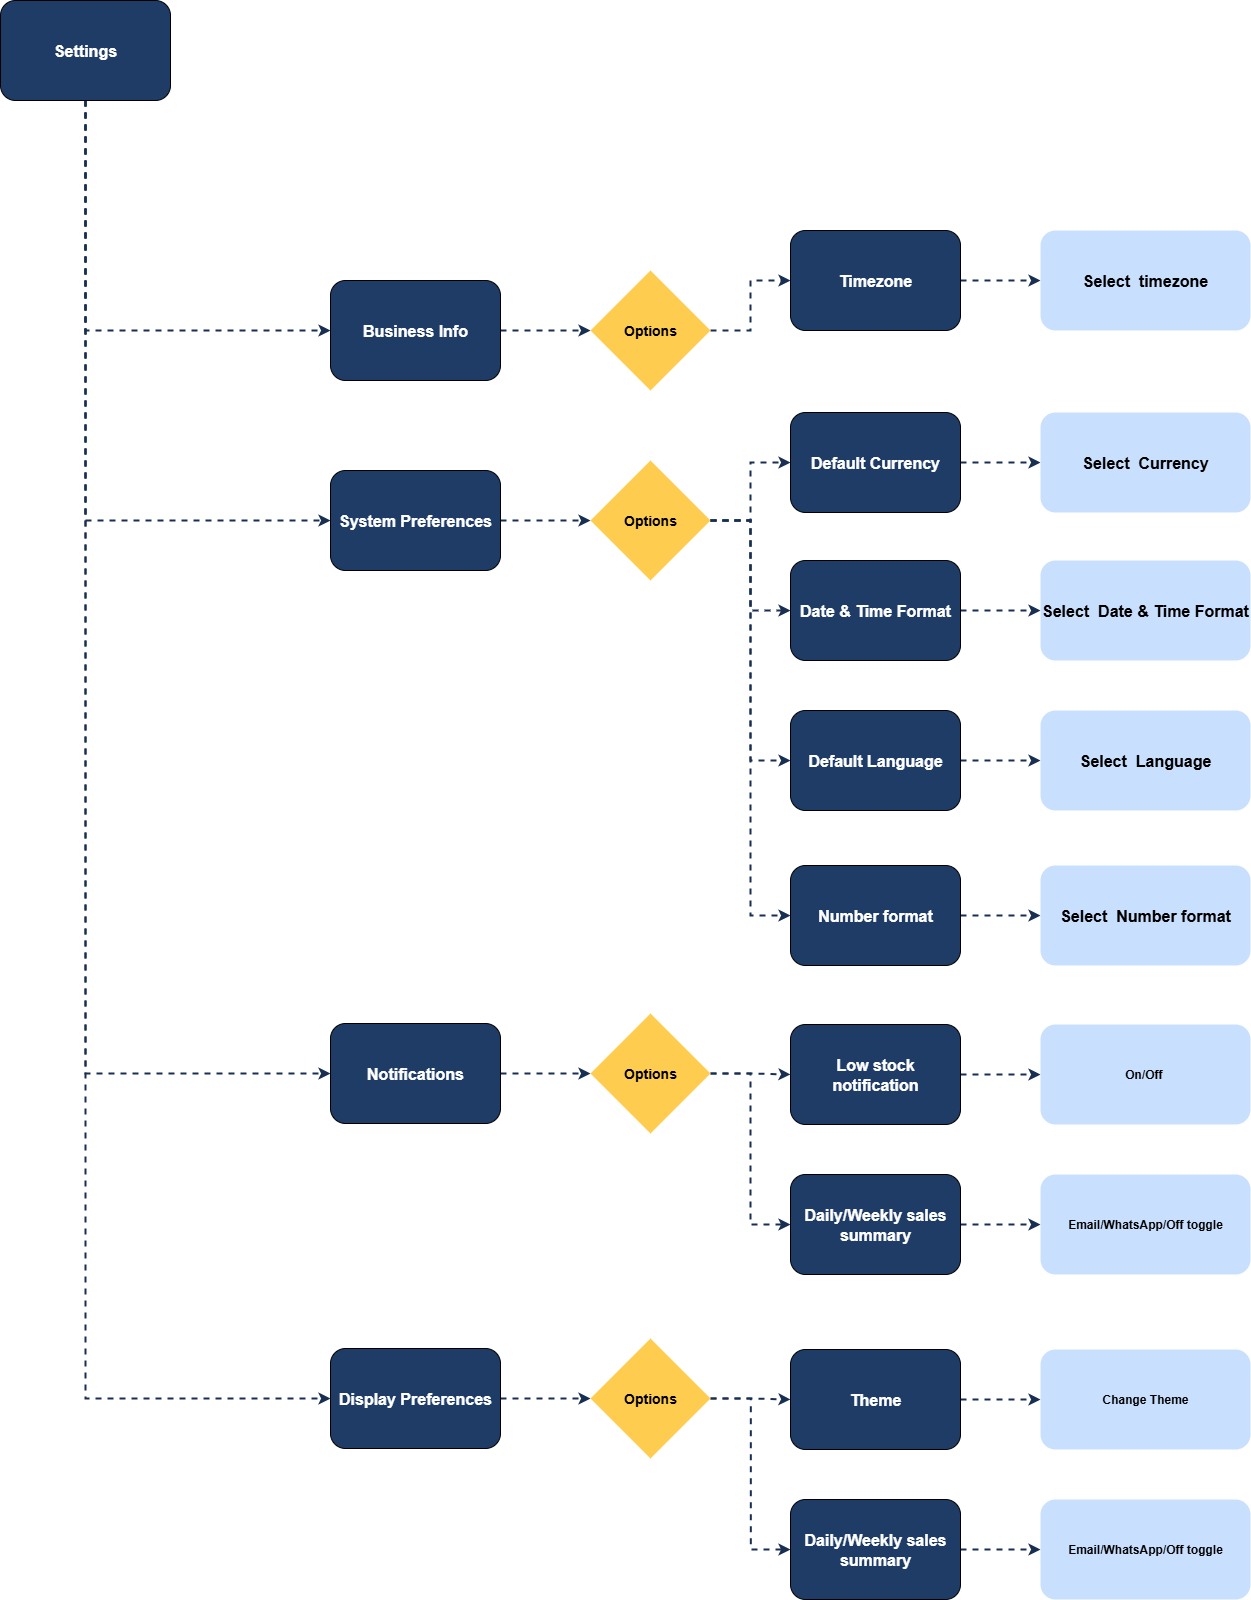 Settings
Business Info
Options
Timezone
Select  timezone
System Preferences
Options
Default Currency
Select  Currency
Date & Time Format
Select  Date & Time Format
Default Language
Select  Language
Number format
Select  Number format
Notifications
Options
Low stock
notification
On/Off
Daily/Weekly sales
summary
Email/WhatsApp/Off toggle
Display Preferences
Options
Theme
Change Theme
Daily/Weekly sales
summary
Email/WhatsApp/Off toggle